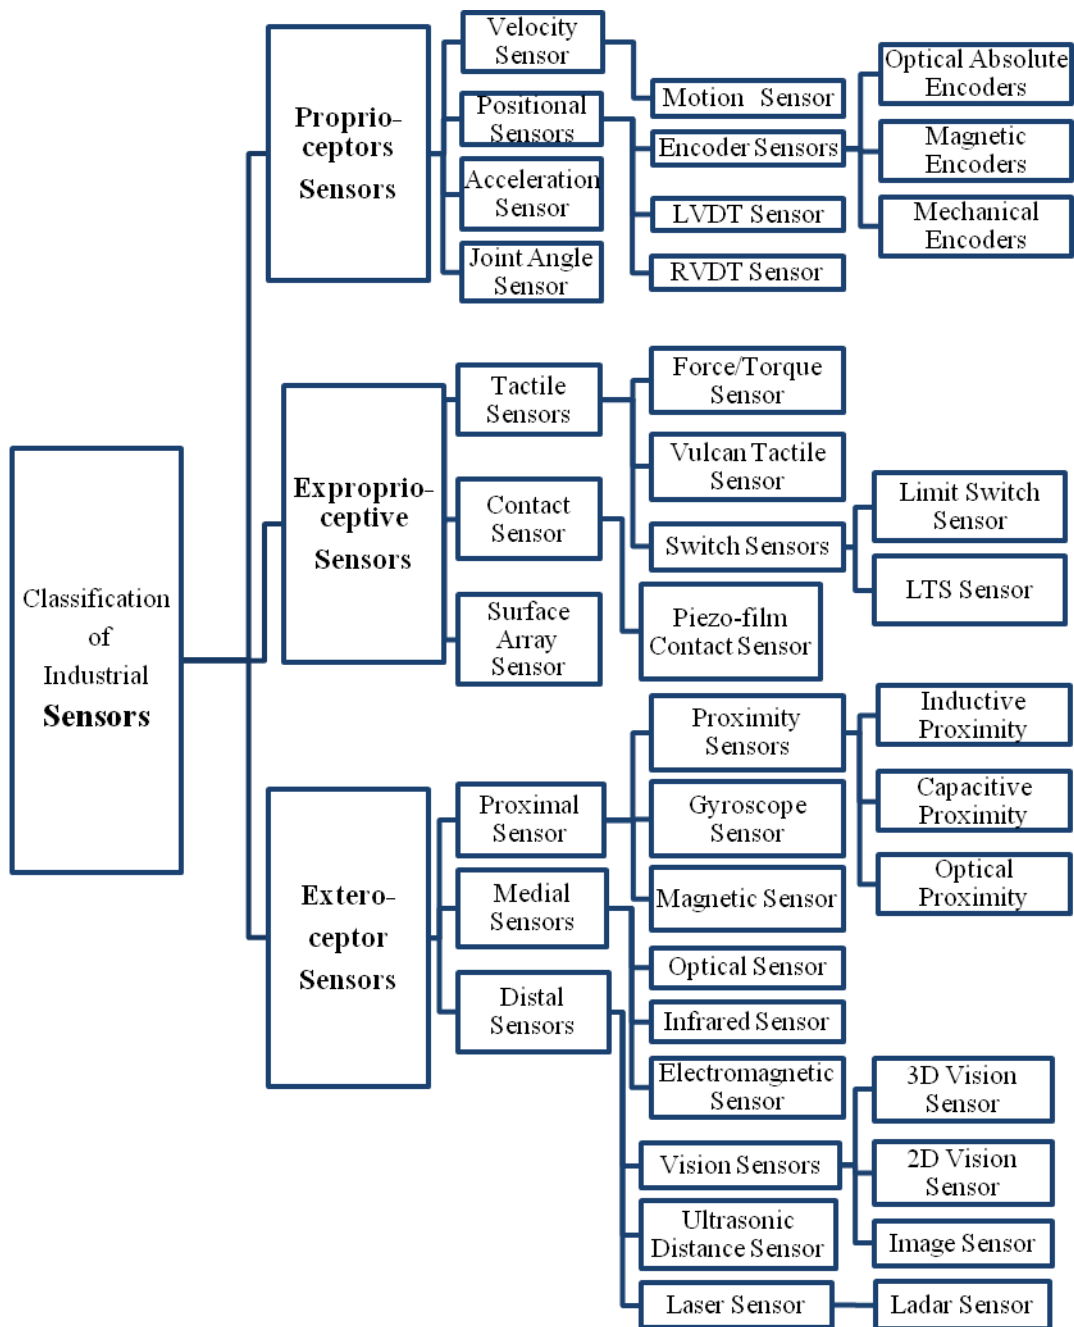 Classification
of
Industrial
Sensors
Proprio-
ceptors
Sensors
Velocity
Sensor
Positional
Sensors
Acceleration
Sensor
Joint Angle
Sensor
Motion Sensor
Encoder Sensors
LVDT Sensor
RVDT Sensor
Optical Absolute
Encoders
Magnetic
Encoders
Mechanical
Encoders
Exproprio-
ceptive
Sensors
Tactile
Sensors
Contact
Sensor
Surface
Array
Sensor
Force/Torque
Sensor
Vulcan Tactile
Sensor
Switch Sensors
Piezo-film
Contact Sensor
Limit Switch
Sensor
LTS Sensor
Extero-
ceptor
Sensors
Proximal
Sensor
Medial
Sensors
Distal
Sensors
Proximity
Sensors
Gyroscope
Sensor
Magnetic Sensor
Optical Sensor
Infrared Sensor
Electromagnetic
Sensor
Vision Sensors
Ultrasonic
Distance Sensor
Laser Sensor
Inductive
Proximity
Capacitive
Proximity
Optical
Proximity
3D Vision
Sensor
2D Vision
Sensor
Image Sensor
Ladar Sensor